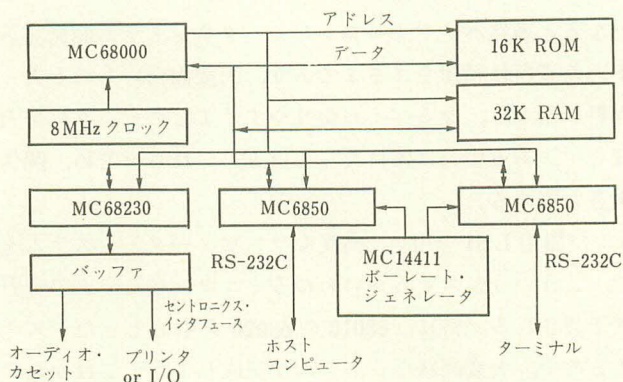 アドレス
MC68000
データ
16K ROM
8MHzクロック
32K RAM
MC68230
MC6850
MC6850
バッファ
RS-232C
MC14411
ボーレート・
ジェネレータ
RS-232C
セントロニクス・
インタフェース
オーディオ・
カセット
プリンタ
or I/O
ホスト
コンピュータ
ターミナル